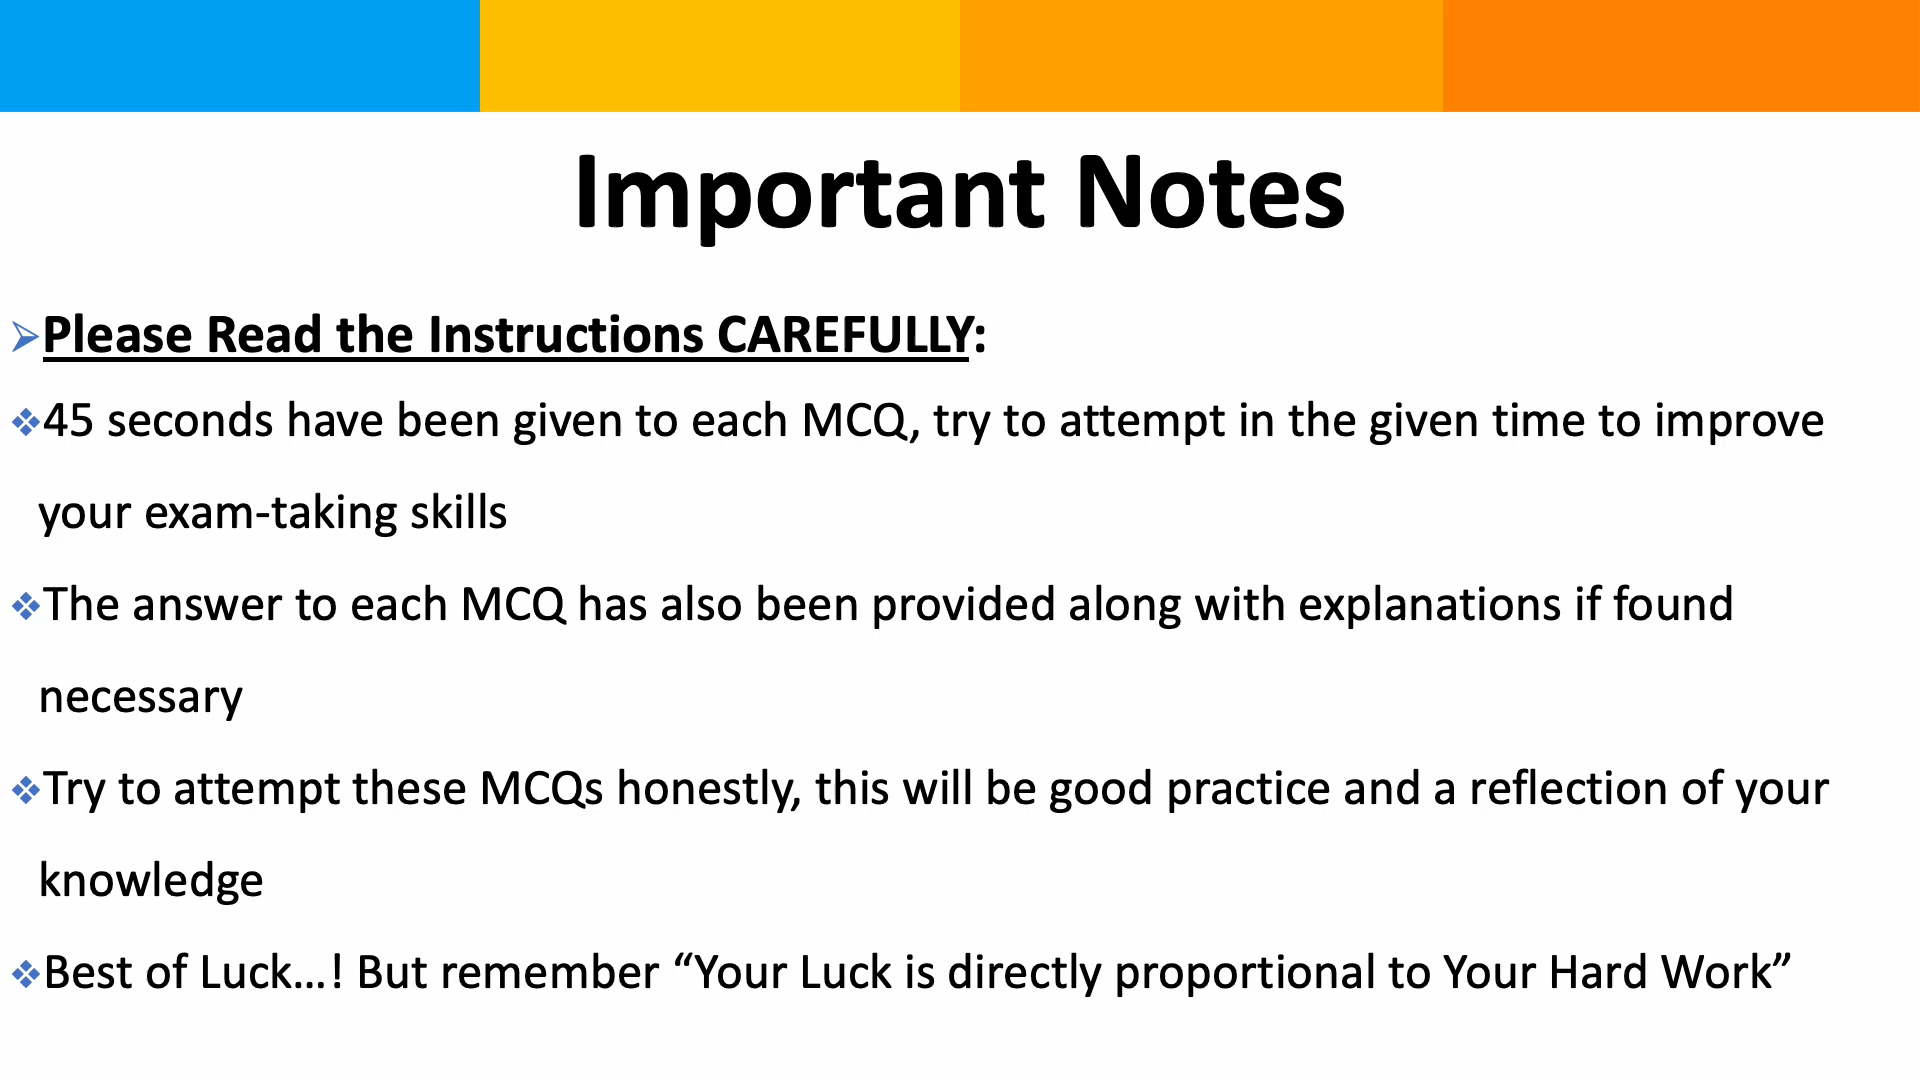 Important Notes
➢Please Read the Instructions CAREFULLY:
❖45 seconds have been given to each MCQ, try to attempt in the given time to improve
your exam-taking skills
❖The answer to each MCQ has also been provided along with explanations if found
necessary
❖Try to attempt these MCQs honestly, this will be good practice and a reflection of your
knowledge
❖Best of Luck…! But remember “Your Luck is directly proportional to Your Hard Work”